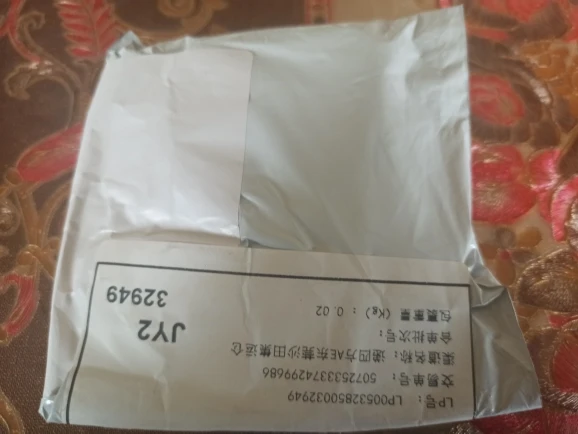 LP号: LP00532850032949
交易单号: 5072533374299686
渠道名称: 递四方AE东莞沙田集运仓
合单批次号:
包裹重量 (Kg): 0.02
JY2
32949